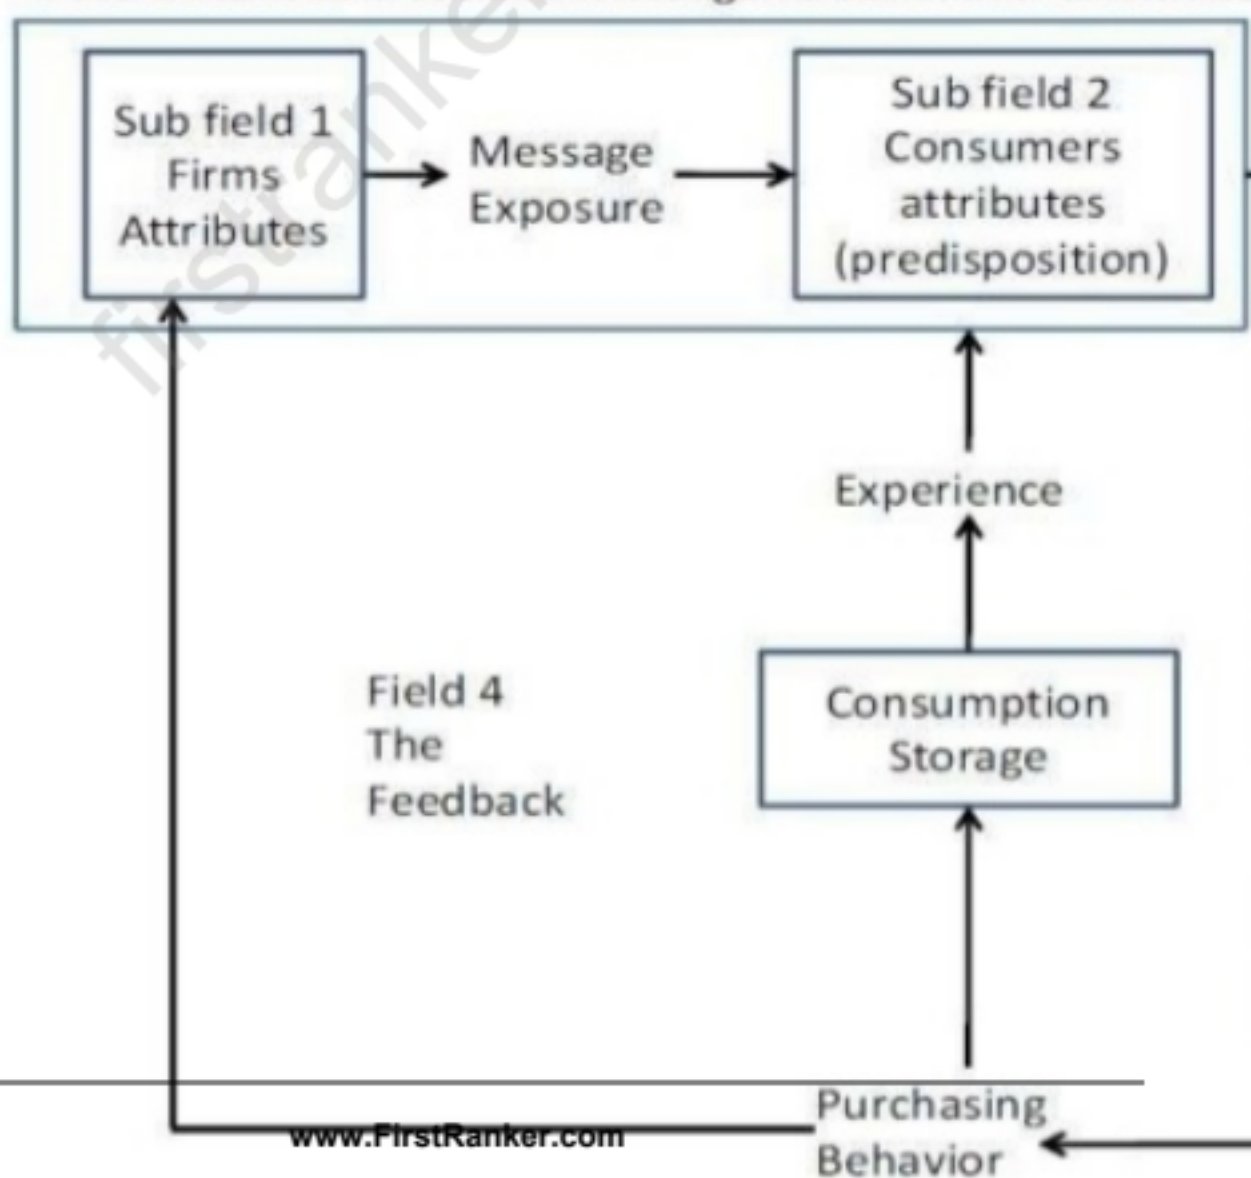 Sub field 1
Firms
Attributes
Message
Exposure
Sub field 2
Consumers
attributes
(predisposition)
Experience
Field 4
The
Feedback
Consumption
Storage
Purchasing
Behavior
www.FirstRanker.com
firstranker